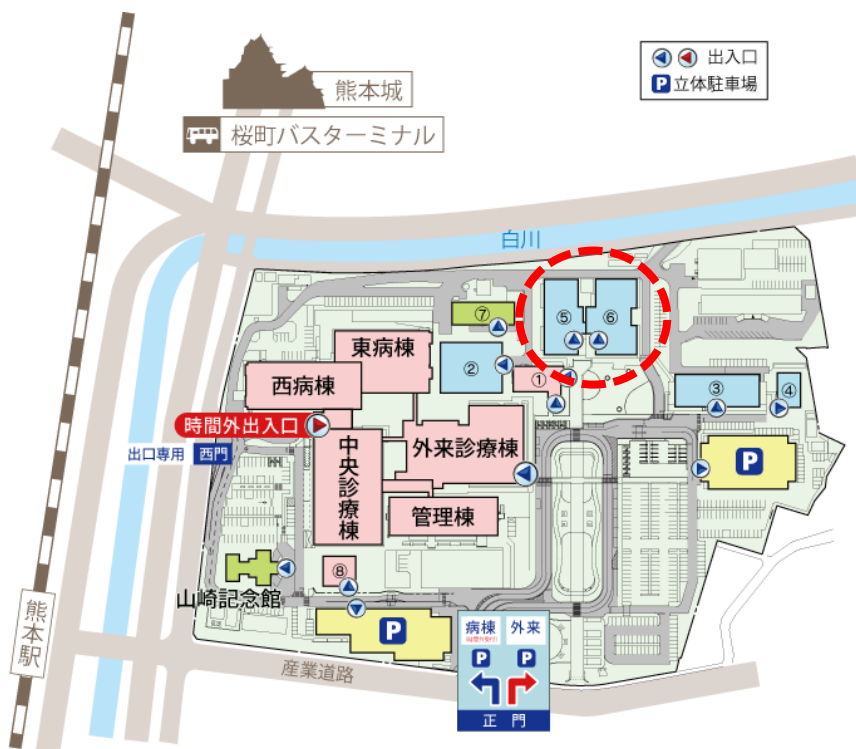 熊本城
桜町バスターミナル
出入口
P 立体駐車場
白川
⑦
⑤
⑥
東病棟
②
①
西病棟
③
④
時間外出入口
出口専用 西門
中央診療棟
外来診療棟
P
管理棟
⑧
山崎記念館
熊本駅
P
産業道路
病棟
外来
P
P
正門